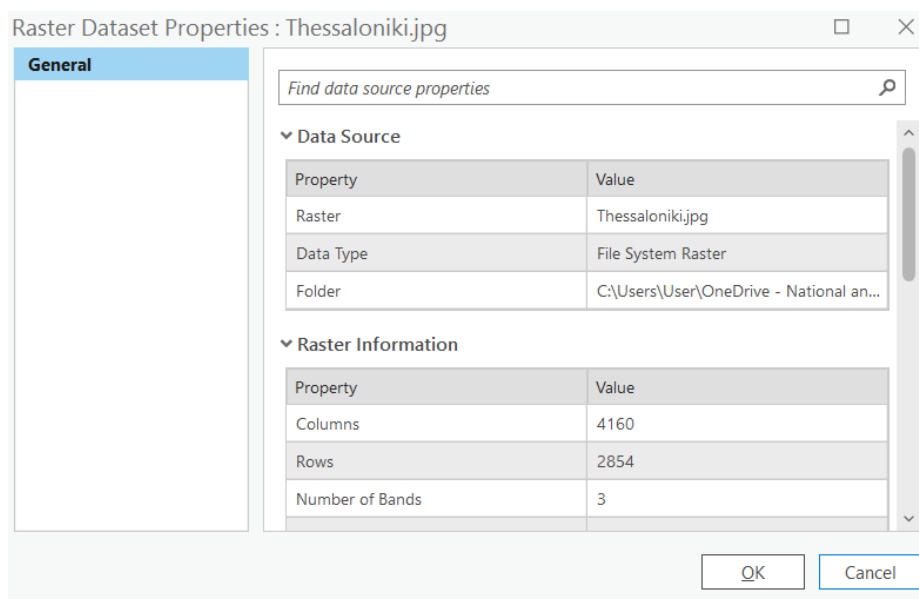 Raster Dataset Properties : Thessaloniki.jpg
General
Find data source properties
Data Source
Property Value
Raster Thessaloniki.jpg
Data Type File System Raster
Folder C:\Users\User\OneDrive - National an...
Raster Information
Property Value
Columns 4160
Rows 2854
Number of Bands 3
OK Cancel